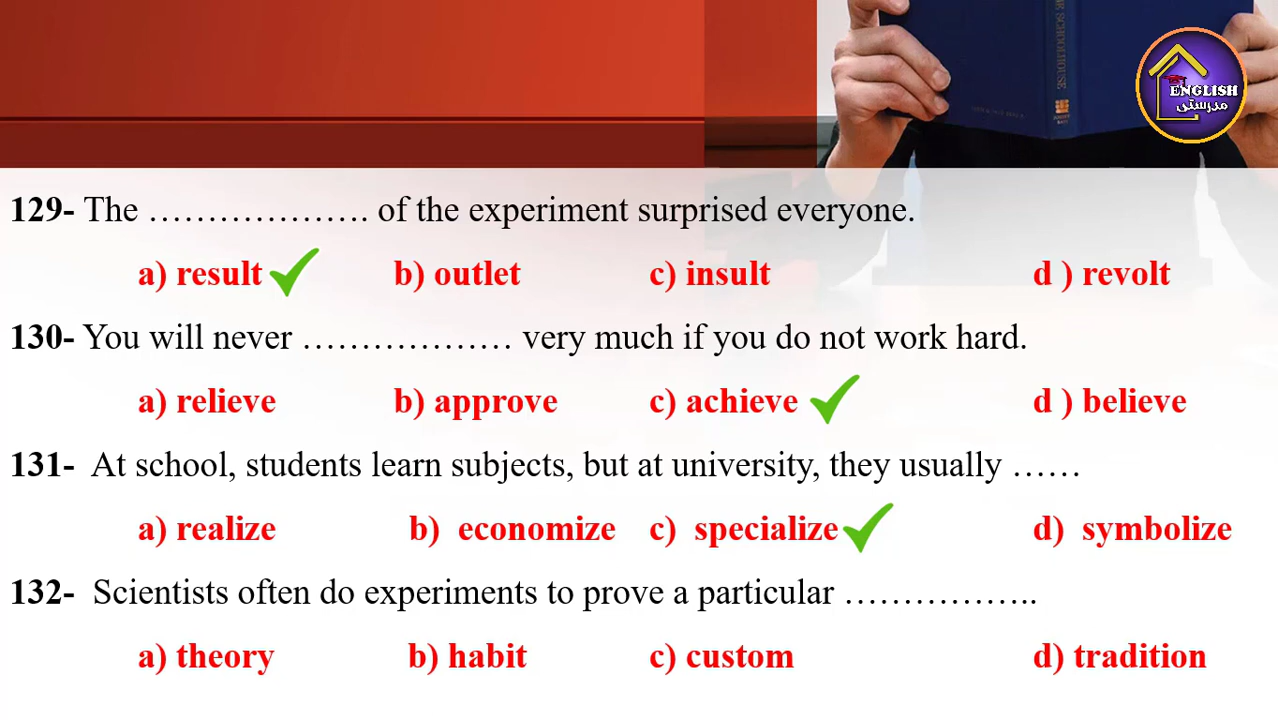 ENGLISH
مدرستي
129- The ………………. of the experiment surprised everyone.
a) result b) outlet c) insult d ) revolt
130- You will never ……………… very much if you do not work hard.
a) relieve b) approve c) achieve d ) believe
131- At school, students learn subjects, but at university, they usually ……
a) realize b) economize c) specialize d) symbolize
132- Scientists often do experiments to prove a particular ……………..
a) theory b) habit c) custom d) tradition